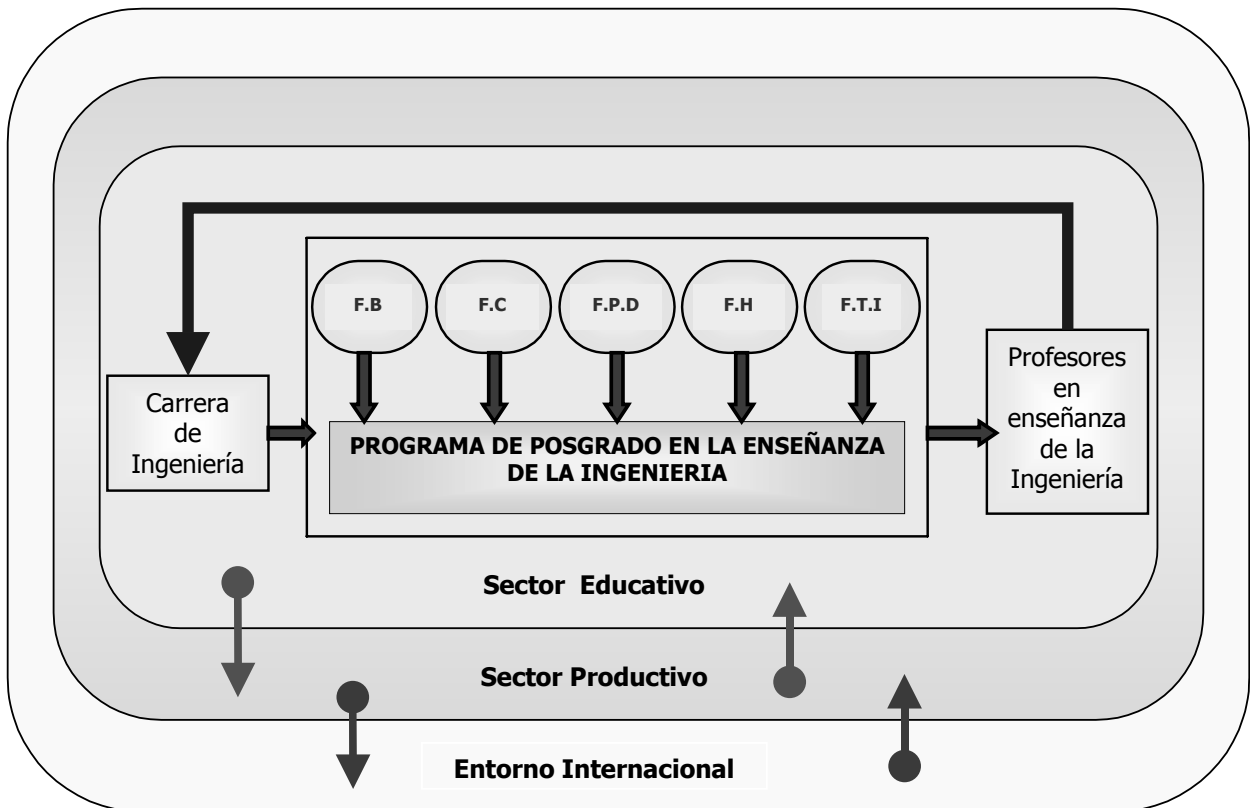 F.B
F.C
F.P.D
F.H
F.T.I
Carrera
de
Ingeniería
PROGRAMA DE POSGRADO EN LA ENSEÑANZA
DE LA INGENIERIA
Profesores
en
enseñanza
de la
Ingeniería
Sector Educativo
Sector Productivo
Entorno Internacional